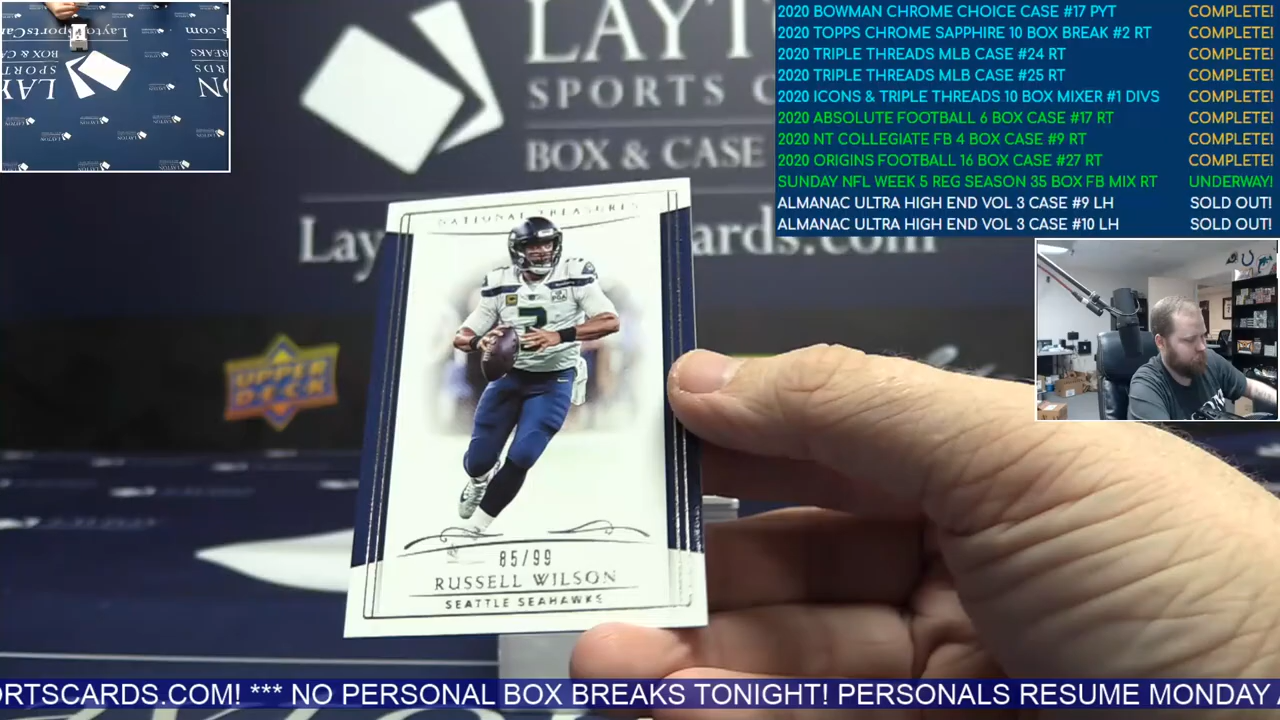 LAYT
SPORTS C
BOX & CASE
Lay
ards.com
2020 BOWMAN CHROME CHOICE CASE #17 PYT COMPLETE!
2020 TOPPS CHROME SAPPHIRE 10 BOX BREAK #2 RT COMPLETE!
2020 TRIPLE THREADS MLB CASE #24 RT COMPLETE!
2020 TRIPLE THREADS MLB CASE #25 RT COMPLETE!
2020 ICONS & TRIPLE THREADS 10 BOX MIXER #1 DIVS COMPLETE!
2020 ABSOLUTE FOOTBALL 6 BOX CASE #17 RT COMPLETE!
2020 NT COLLEGIATE FB 4 BOX CASE #9 RT COMPLETE!
2020 ORIGINS FOOTBALL 16 BOX CASE #27 RT COMPLETE!
SUNDAY NFL WEEK 5 REG SEASON 35 BOX FB MIX RT UNDERWAY!
ALMANAC ULTRA HIGH END VOL 3 CASE #9 LH SOLD OUT!
ALMANAC ULTRA HIGH END VOL 3 CASE #10 LH SOLD OUT!
NATIONAL TREASURES
3
UPPER
DECK
85/99
RUSSELL WILSON
SEATTLE SEAHAWKS
ORTSCARDS.COM! *** NO PERSONAL BOX BREAKS TONIGHT! PERSONALS RESUME MONDAY